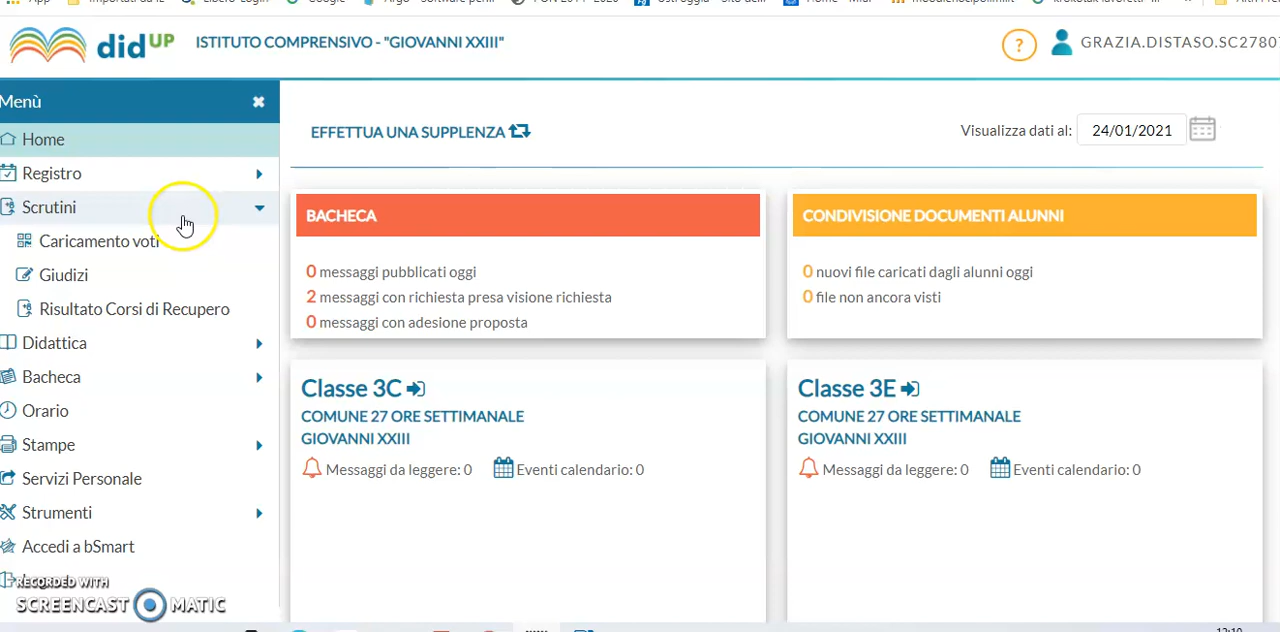 App
didUP
ISTITUTO COMPRENSIVO - "GIOVANNI XXIII"
?
GRAZIA.DISTASO.SC2780
Menù
Home
Registro
Scrutini
Caricamento voti
Giudizi
Risultato Corsi di Recupero
Didattica
Bacheca
Orario
Stampe
Servizi Personale
Strumenti
Accedi a bSmart
RECORDED WITH
SCREENCAST MATIC
EFFETTUA UNA SUPPLENZA
Visualizza dati al: 24/01/2021
BACHECA
0 messaggi pubblicati oggi
2 messaggi con richiesta presa visione richiesta
0 messaggi con adesione proposta
CONDIVISIONE DOCUMENTI ALUNNI
0 nuovi file caricati dagli alunni oggi
0 file non ancora visti
Classe 3C
COMUNE 27 ORE SETTIMANALE
GIOVANNI XXIII
Messaggi da leggere: 0 Eventi calendario: 0
Classe 3E
COMUNE 27 ORE SETTIMANALE
GIOVANNI XXIII
Messaggi da leggere: 0 Eventi calendario: 0